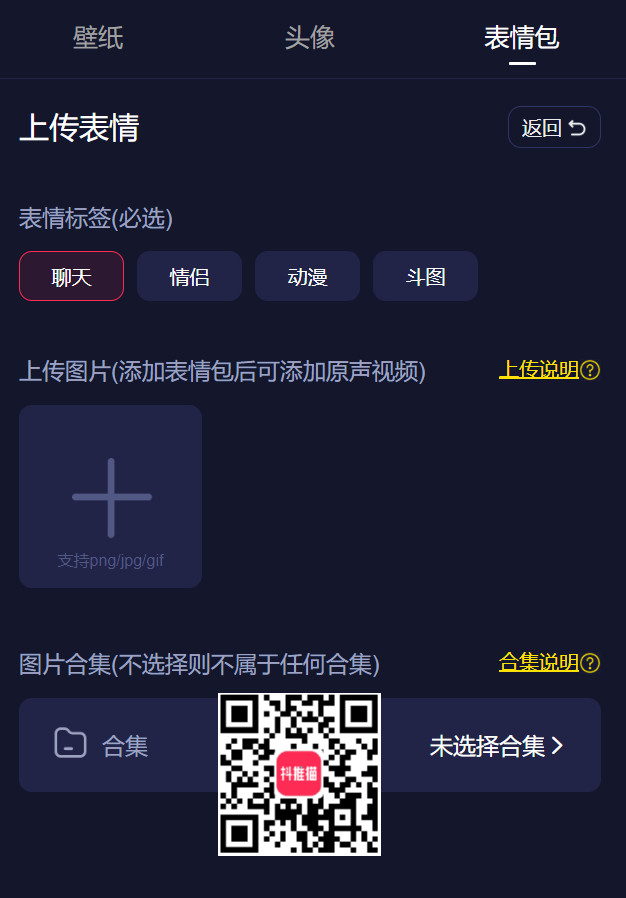 壁纸 头像 表情包
上传表情 返回
表情标签(必选)
聊天 情侣 动漫 斗图
上传图片(添加表情包后可添加原声视频) 上传说明?
支持png/jpg/gif
图片合集(不选择则不属于任何合集) 合集说明?
合集 未选择合集
抖推猫